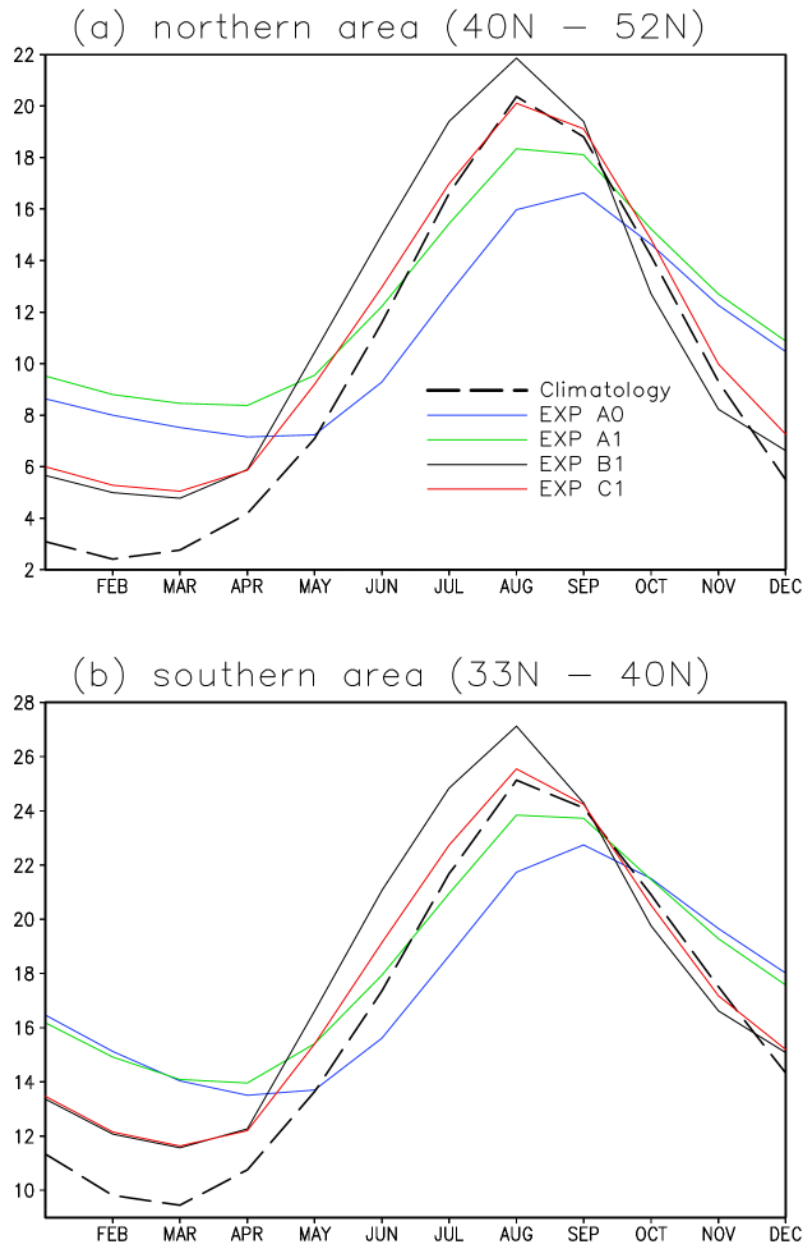 (a) northern area (40N – 52N)
22
20
18
16
14
12
10
8
6
4
2
Climatology
EXP A0
EXP A1
EXP B1
EXP C1
FEB MAR APR MAY JUN JUL AUG SEP OCT NOV DEC
(b) southern area (33N – 40N)
28
26
24
22
20
18
16
14
12
10
FEB MAR APR MAY JUN JUL AUG SEP OCT NOV DEC